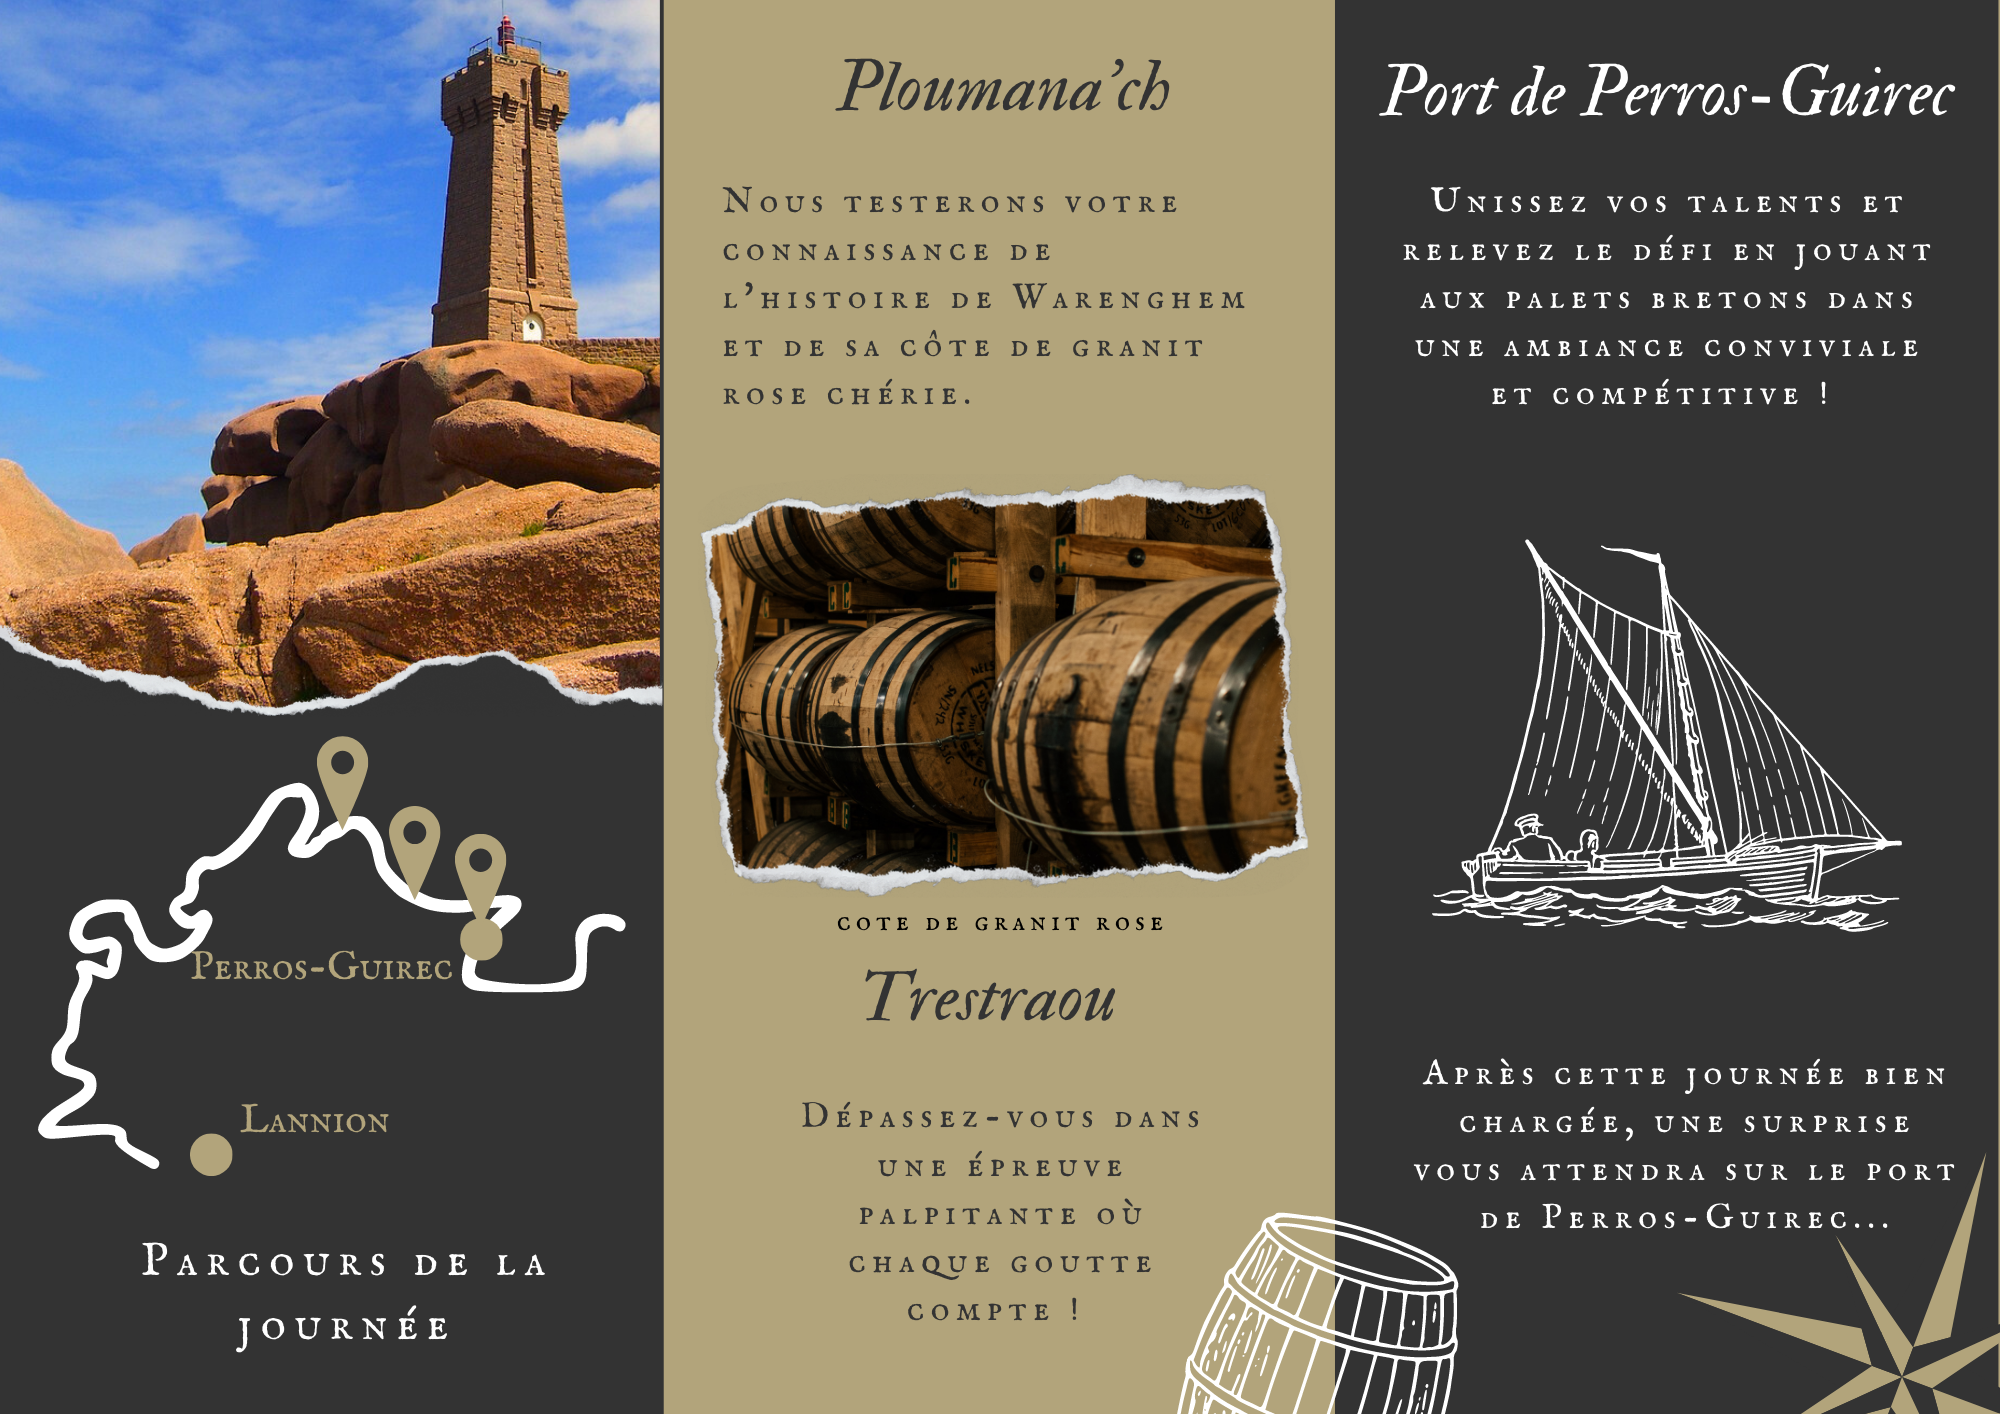 Perros-Guirec
Lannion
Parcours de la
journée
Ploumana'ch
Nous testerons votre
connaissance de
l'histoire de Warenghem
et de sa côte de granit
rose chérie.
cote de granit rose
Trestraou
Dépassez-vous dans
une épreuve
palpitante où
chaque goutte
compte !
Port de Perros-Guirec
Unissez vos talents et
relevez le défi en jouant
aux palets bretons dans
une ambiance conviviale
et compétitive !
Après cette journée bien
chargée, une surprise
vous attendra sur le port
de Perros-Guirec...